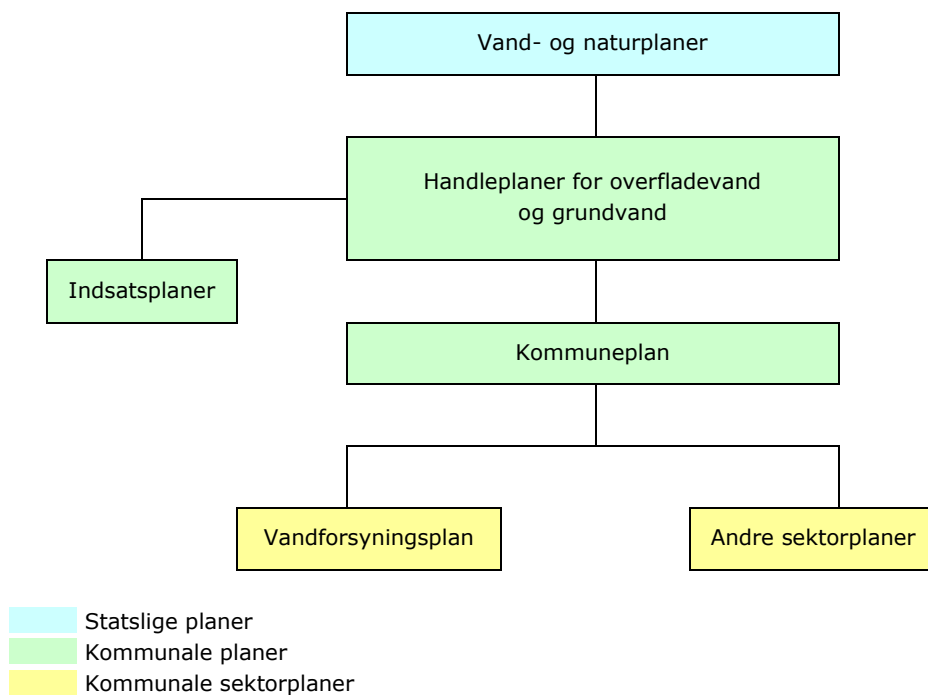 Vand- og naturplaner
Handleplaner for overfladevand
og grundvand
Indsatsplaner
Kommuneplan
Vandforsyningsplan
Andre sektorplaner
Statslige planer
Kommunale planer
Kommunale sektorplaner